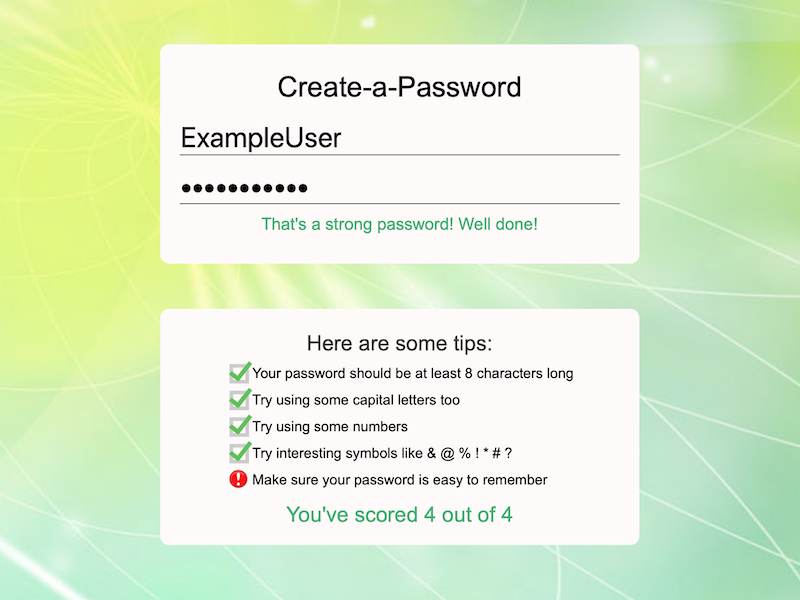 Create-a-Password
ExampleUser
•••••••••••
That's a strong password! Well done!
Here are some tips:
Your password should be at least 8 characters long
Try using some capital letters too
Try using some numbers
Try interesting symbols like & @ % ! * # ?
Make sure your password is easy to remember
You've scored 4 out of 4